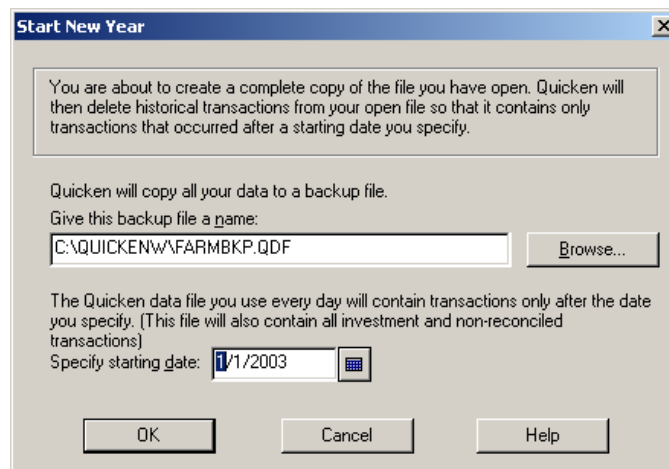 Start New Year
You are about to create a complete copy of the file you have open. Quicken will
then delete historical transactions from your open file so that it contains only
transactions that occurred after a starting date you specify.
Quicken will copy all your data to a backup file.
Give this backup file a name:
C:\QUICKENW\FARMBKP.QDF
Browse...
The Quicken data file you use every day will contain transactions only after the date
you specify. (This file will also contain all investment and non-reconciled
transactions)
Specify starting date: 1/1/2003
OK Cancel Help